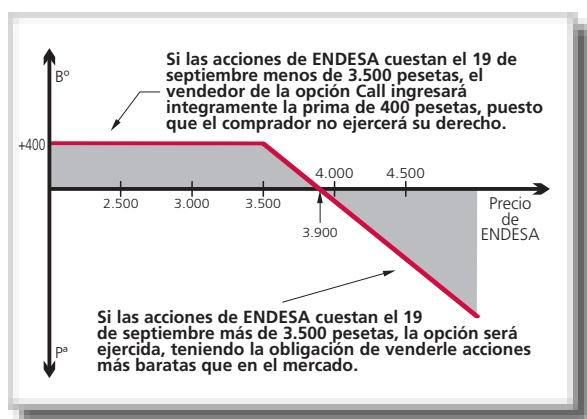 Si las acciones de ENDESA cuestan el 19 de
septiembre menos de 3.500 pesetas, el
vendedor de la opción Call ingresará
integramente la prima de 400 pesetas, puesto
que el comprador no ejercerá su derecho.
Bº
+400
4.000 4.500
2.500 3.000 3.500
3.900
Precio
de
ENDESA
Si las acciones de ENDESA cuestan el 19
de septiembre más de 3.500 pesetas, la opción será
ejercida, teniendo la obligación de venderle acciones
más baratas que en el mercado.
Pª